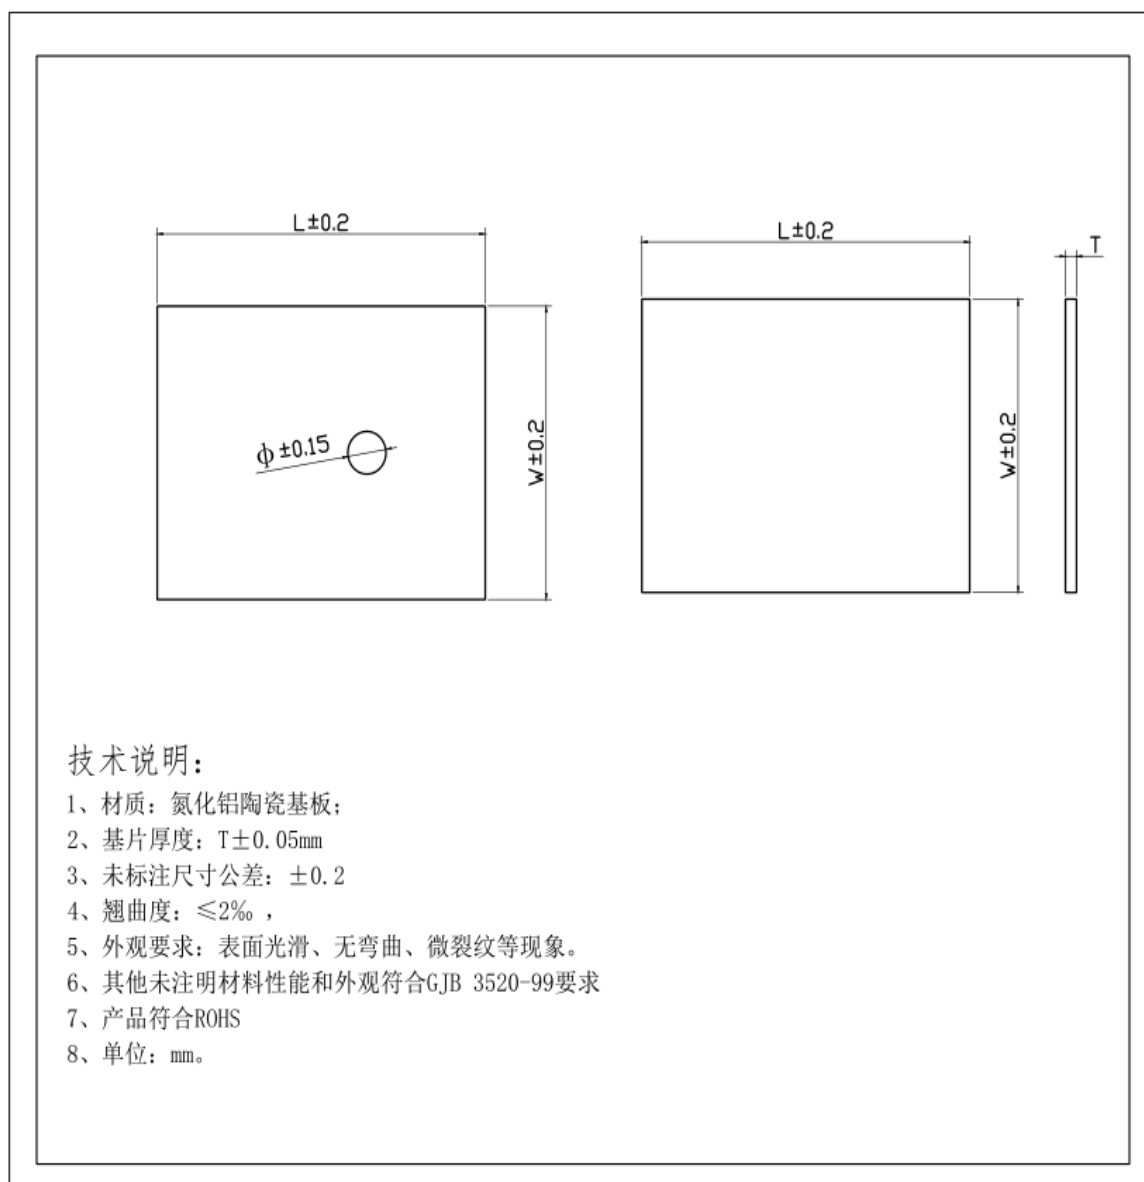 L±0.2
L±0.2
T
ϕ±0.15
W±0.2
W±0.2
技术说明：
1、材质：氮化铝陶瓷基板；
2、基片厚度：T±0.05mm
3、未标注尺寸公差：±0.2
4、翘曲度：≤2‰ ，
5、外观要求：表面光滑、无弯曲、微裂纹等现象。
6、其他未注明材料性能和外观符合GJB 3520-99要求
7、产品符合ROHS
8、单位：mm。